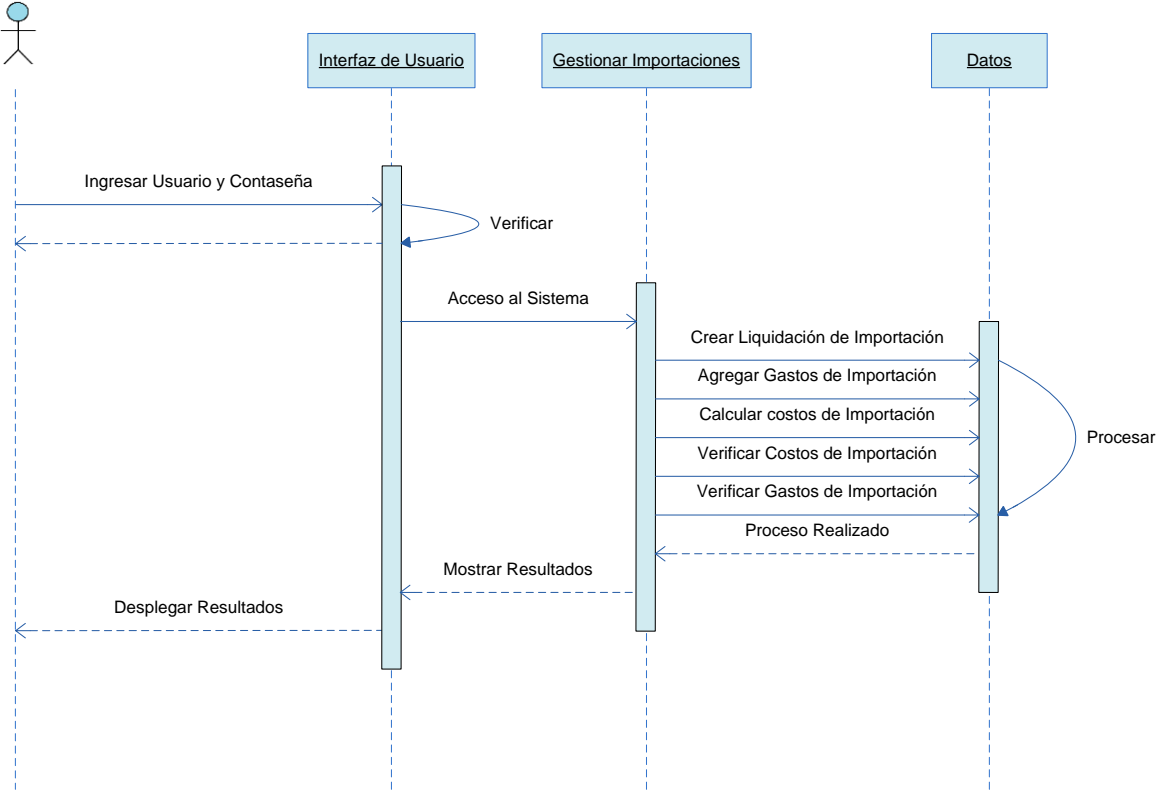 Interfaz de Usuario
Gestionar Importaciones
Datos
Ingresar Usuario y Contaseña
Verificar
Acceso al Sistema
Crear Liquidación de Importación
Agregar Gastos de Importación
Calcular costos de Importación
Procesar
Verificar Costos de Importación
Verificar Gastos de Importación
Proceso Realizado
Mostrar Resultados
Desplegar Resultados